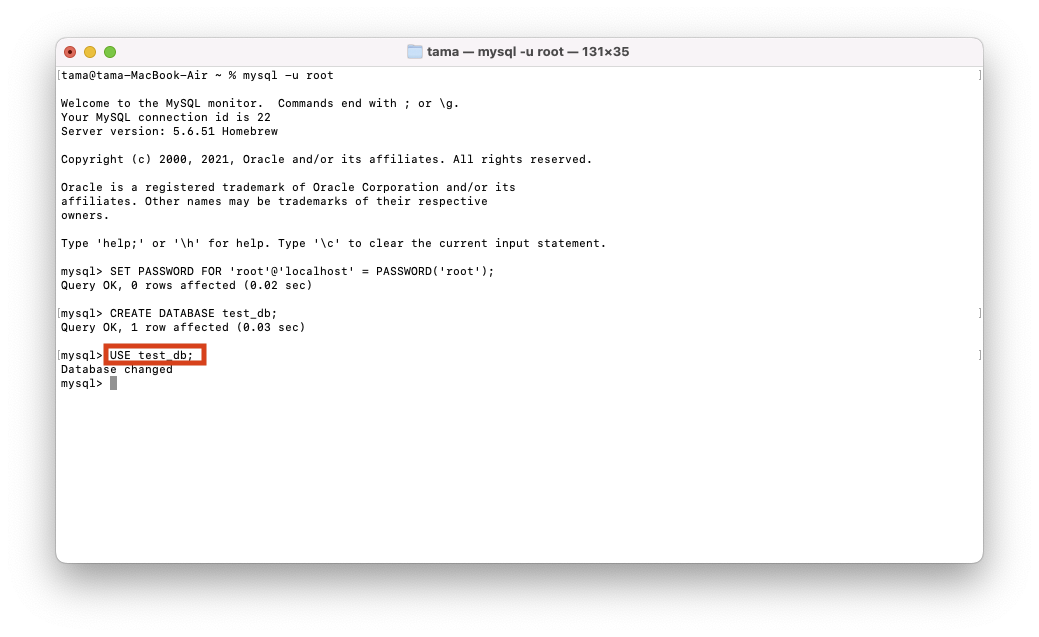 tama — mysql -u root — 131×35
[tama@tama-MacBook-Air ~ % mysql -u root ]
Welcome to the MySQL monitor.  Commands end with ; or \g.
Your MySQL connection id is 22
Server version: 5.6.51 Homebrew
Copyright (c) 2000, 2021, Oracle and/or its affiliates. All rights reserved.
Oracle is a registered trademark of Oracle Corporation and/or its
affiliates. Other names may be trademarks of their respective
owners.
Type 'help;' or '\h' for help. Type '\c' to clear the current input statement.
mysql> SET PASSWORD FOR 'root'@'localhost' = PASSWORD('root');
Query OK, 0 rows affected (0.02 sec)
[mysql> CREATE DATABASE test_db; ]
Query OK, 1 row affected (0.03 sec)
[mysql> USE test_db; ]
Database changed
mysql>